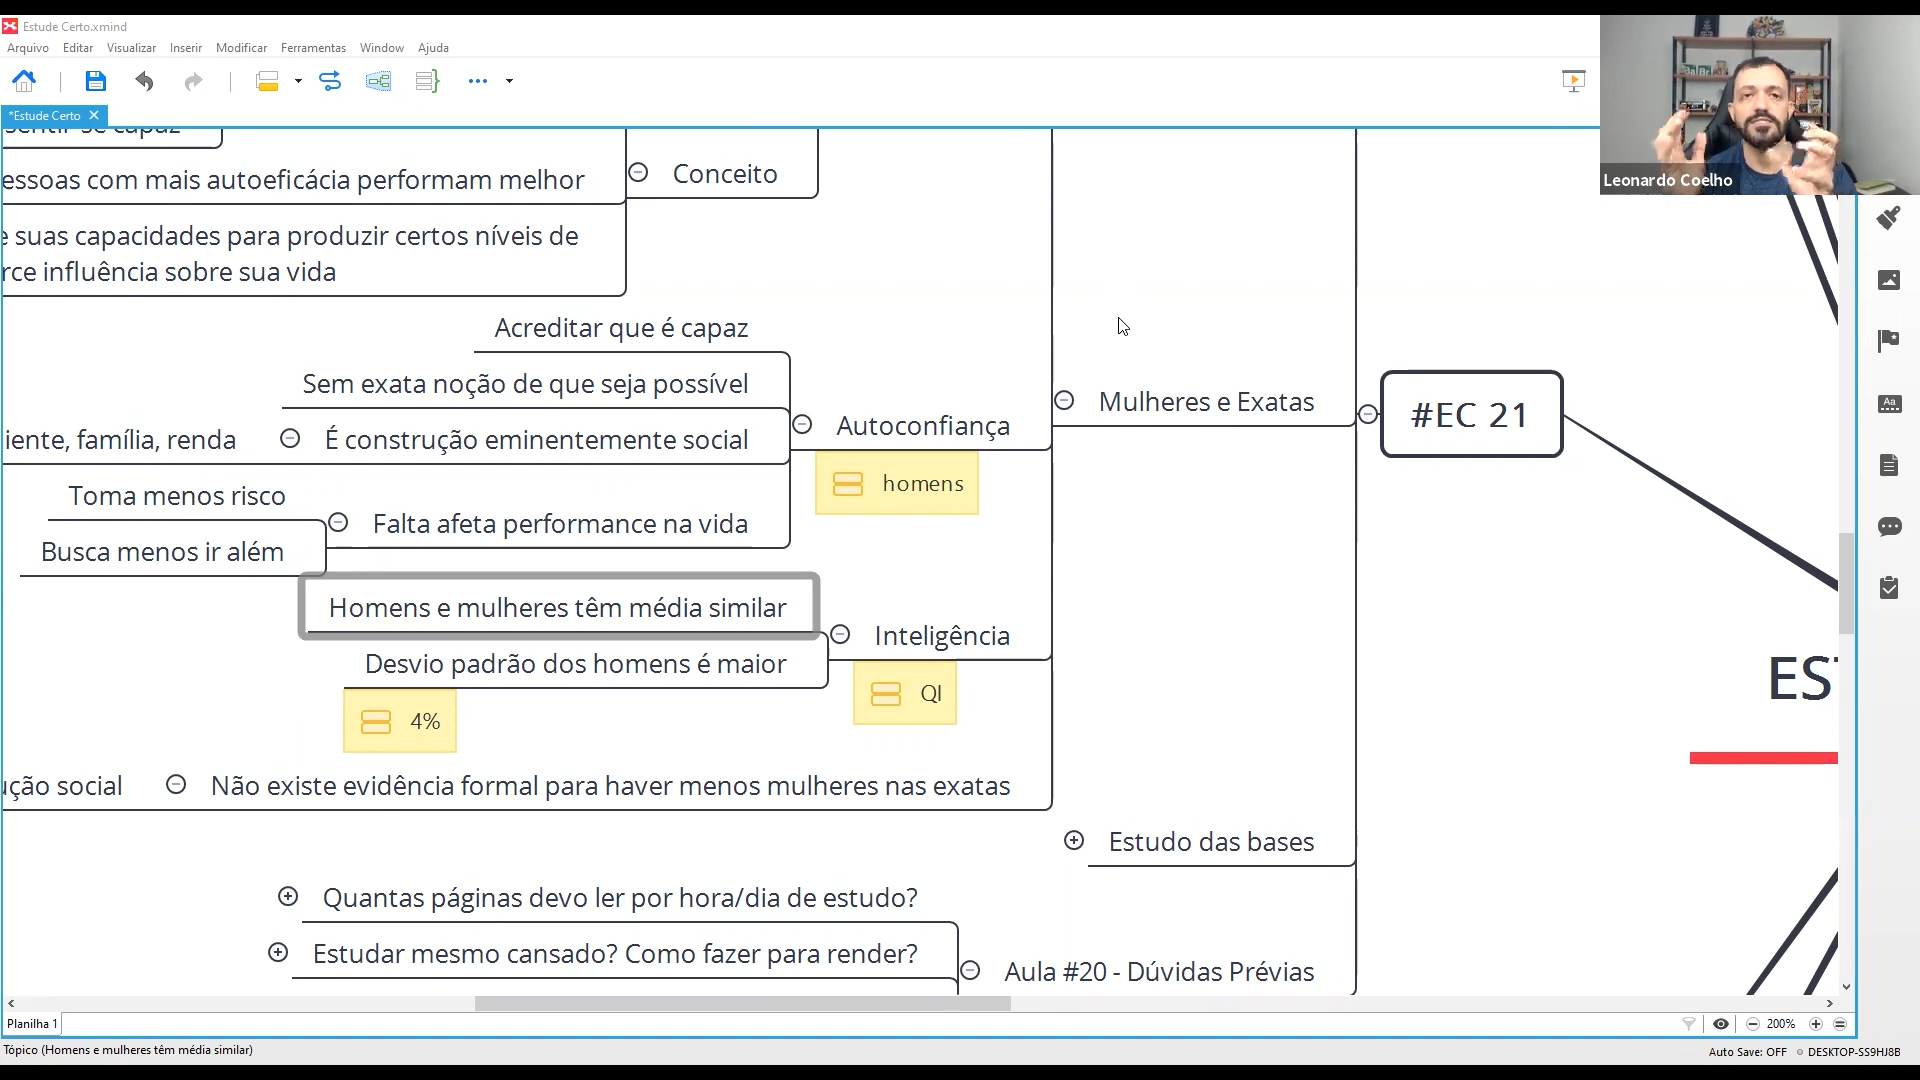 Estude Certo.xmind
Arquivo Editar Visualizar Inserir Modificar Ferramentas Window Ajuda
*Estude Certo
Leonardo Coelho
sentir-se capaz
essoas com mais autoeficácia performam melhor
Conceito
e suas capacidades para produzir certos níveis de
rce influência sobre sua vida
Acreditar que é capaz
Sem exata noção de que seja possível
Mulheres e Exatas
#EC 21
iente, família, renda
É construção eminentemente social
Autoconfiança
homens
Toma menos risco
Falta afeta performance na vida
Busca menos ir além
Homens e mulheres têm média similar
Inteligência
Desvio padrão dos homens é maior
QI
4%
ES
ução social
Não existe evidência formal para haver menos mulheres nas exatas
Estudo das bases
Quantas páginas devo ler por hora/dia de estudo?
Estudar mesmo cansado? Como fazer para render?
Aula #20 - Dúvidas Prévias
Planilha 1
200%
Tópico (Homens e mulheres têm média similar)
Auto Save: OFF
DESKTOP-SS9HJ8B